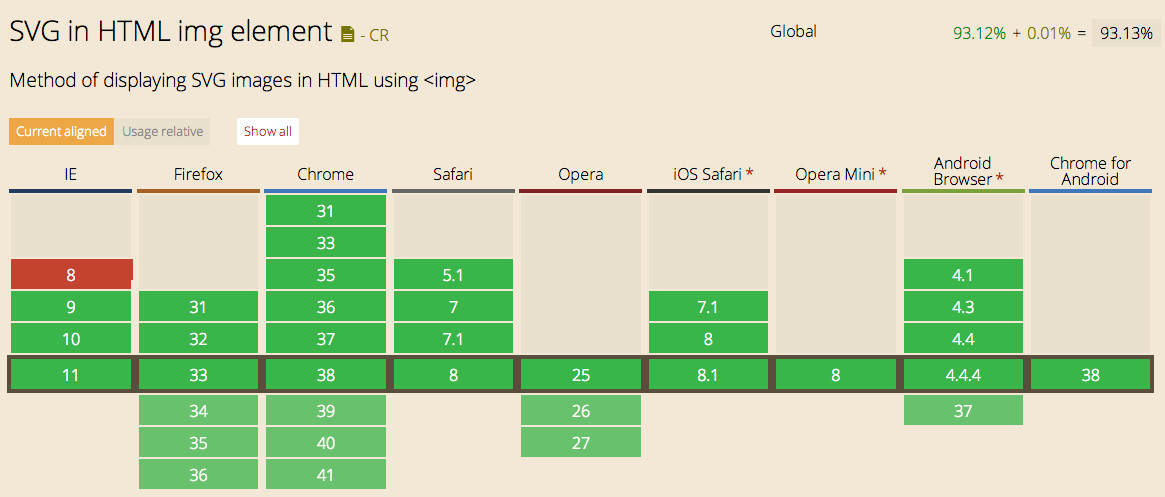 SVG in HTML img element - CR Global 93.12% + 0.01% = 93.13%
Method of displaying SVG images in HTML using <img>
Current aligned Usage relative Show all
IE Firefox Chrome Safari Opera iOS Safari * Opera Mini * Android Browser * Chrome for Android
31
33
8 35 5.1 4.1
9 31 36 7 7.1 4.3
10 32 37 7.1 8 4.4
11 33 38 8 25 8.1 8 4.4.4 38
34 39 26 37
35 40 27
36 41